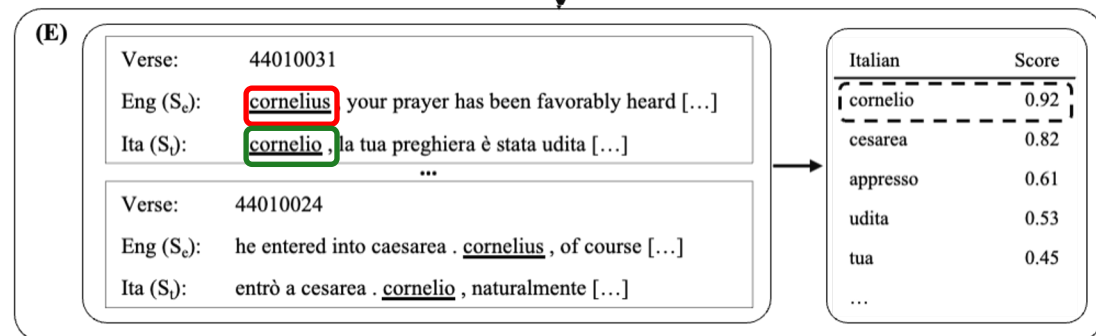 (E)
Verse: 44010031
Eng (Se): cornelius , your prayer has been favorably heard […]
Ita (St): cornelio , la tua preghiera è stata udita […]
...
Verse: 44010024
Eng (Se): he entered into caesarea . cornelius , of course […]
Ita (St): entrò a cesarea . cornelio , naturalmente […]
Italian Score
cornelio 0.92
cesarea 0.82
appresso 0.61
udita 0.53
tua 0.45
...